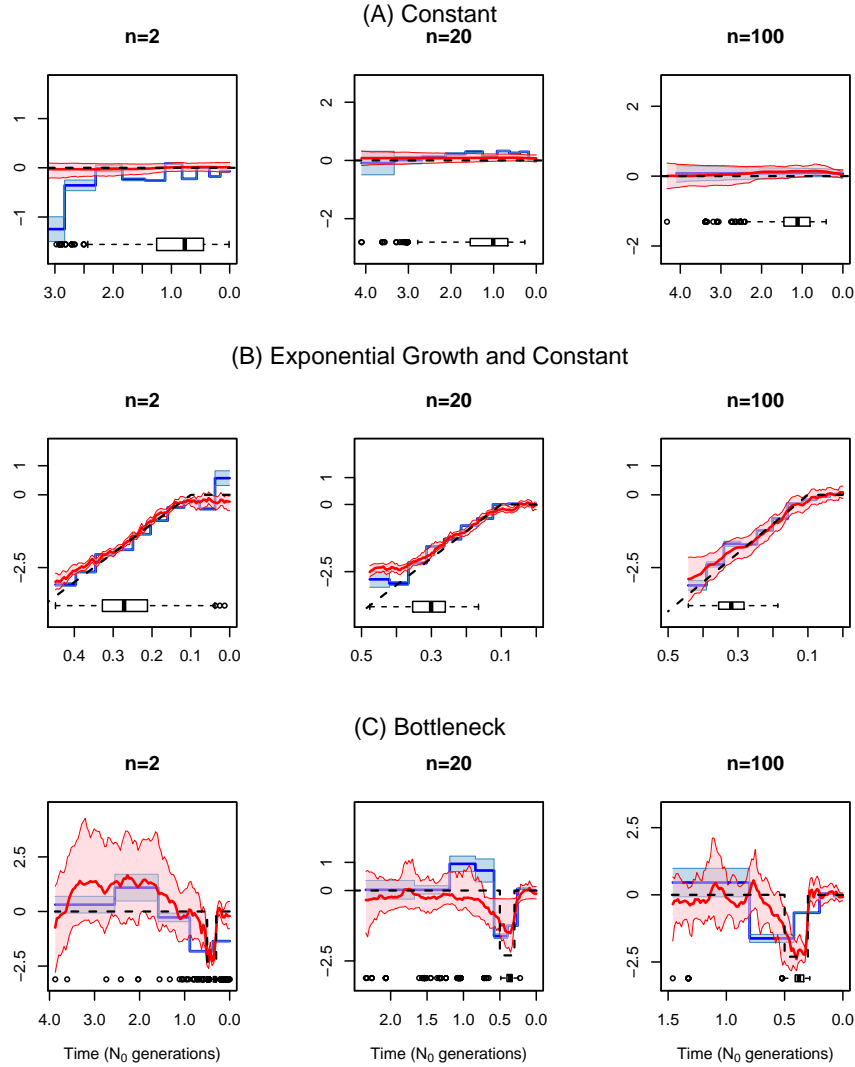 (A) Constant
n=2 n=20 n=100
1 0 −1
2 0 −2
2 0 −2
3.0 2.0 1.0 0.0
4.0 3.0 2.0 1.0 0.0
4.0 3.0 2.0 1.0 0.0
(B) Exponential Growth and Constant
n=2 n=20 n=100
1 0 −2.5
1 0 −2.5
1 0 −2.5
0.4 0.3 0.2 0.1 0.0
0.5 0.3 0.1
0.5 0.3 0.1
(C) Bottleneck
n=2 n=20 n=100
2.5 0 −2.5
1 0 −2.5
2.5 0 −2.5
4.0 3.0 2.0 1.0 0.0
2.0 1.5 1.0 0.5 0.0
1.5 1.0 0.5 0.0
Time (N₀ generations) Time (N₀ generations) Time (N₀ generations)